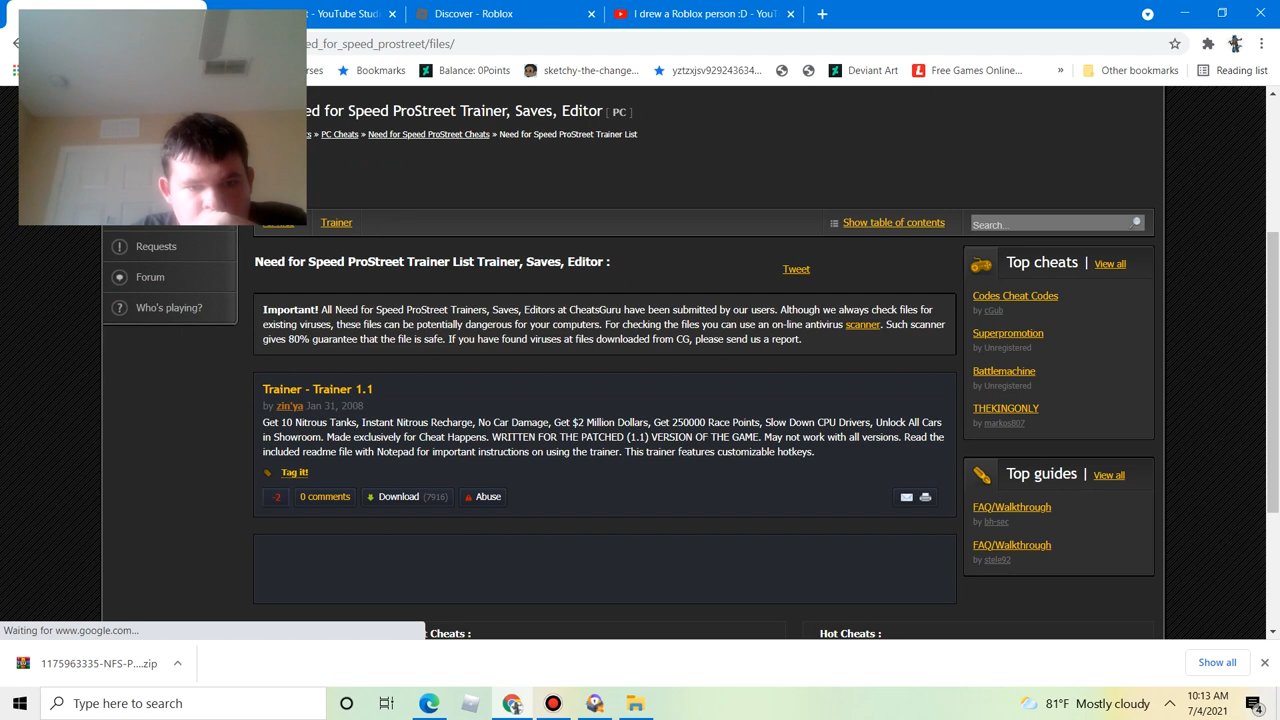 t - YouTube Studi
Discover - Roblox
I drew a Roblox person :D - YouT
ed_for_speed_prostreet/files/
rses
Bookmarks
Balance: 0Points
sketchy-the-change...
yztzxjsv929243634...
Deviant Art
Free Games Online...
»
Other bookmarks
Reading list
ed for Speed ProStreet Trainer, Saves, Editor [ PC ]
s » PC Cheats » Need for Speed ProStreet Cheats » Need for Speed ProStreet Trainer List
Trainer
Show table of contents
Search...
Requests
Forum
Who's playing?
Need for Speed ProStreet Trainer List Trainer, Saves, Editor :
Tweet
Important! All Need for Speed ProStreet Trainers, Saves, Editors at CheatsGuru have been submitted by our users. Although we always check files for
existing viruses, these files can be potentially dangerous for your computers. For checking the files you can use an on-line antivirus scanner. Such scanner
gives 80% guarantee that the file is safe. If you have found viruses at files downloaded from CG, please send us a report.
Trainer - Trainer 1.1
by zin'ya Jan 31, 2008
Get 10 Nitrous Tanks, Instant Nitrous Recharge, No Car Damage, Get $2 Million Dollars, Get 250000 Race Points, Slow Down CPU Drivers, Unlock All Cars
in Showroom. Made exclusively for Cheat Happens. WRITTEN FOR THE PATCHED (1.1) VERSION OF THE GAME. May not work with all versions. Read the
included readme file with Notepad for important instructions on using the trainer. This trainer features customizable hotkeys.
Tag it!
-2
0 comments
Download (7916)
Abuse
Top cheats | View all
Codes Cheat Codes
by cGub
Superpromotion
by Unregistered
Battlemachine
by Unregistered
THEKINGONLY
by markos807
Top guides | View all
FAQ/Walkthrough
by bh-sec
FAQ/Walkthrough
by stele92
Waiting for www.google.com...
t Cheats :
Hot Cheats :
1175963335-NFS-P....zip
Show all
Type here to search
81°F Mostly cloudy
10:13 AM
7/4/2021
4